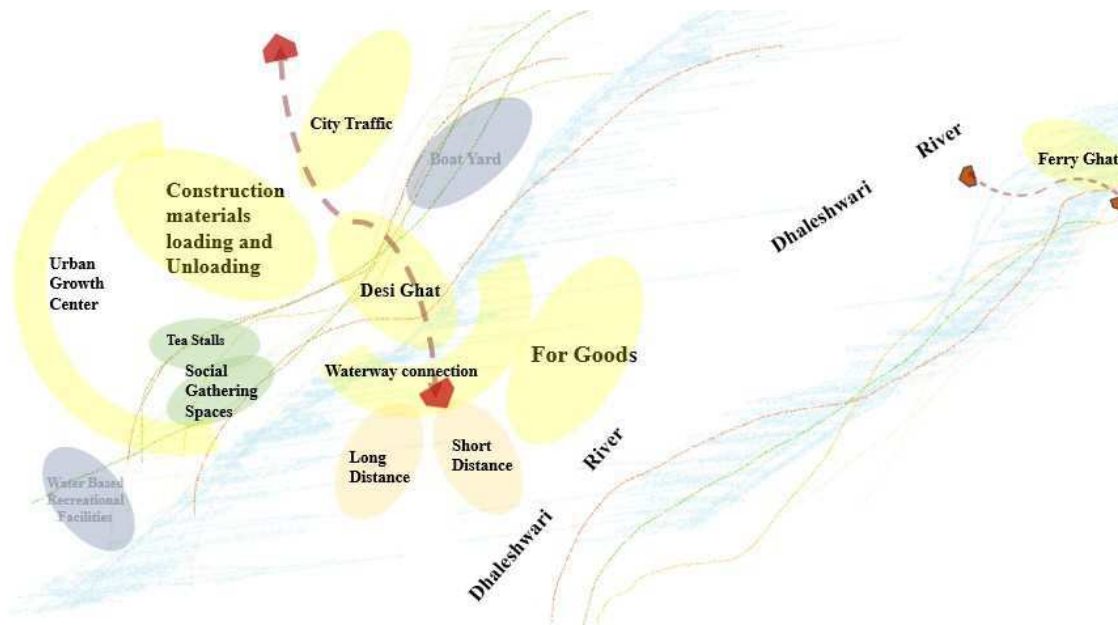 City Traffic
Boat Yard
River
Ferry Ghat
Dhaleshwari
Construction
materials
loading and
Unloading
Urban
Growth
Center
Desi Ghat
Tea Stalls
Social
Gathering
Spaces
Waterway connection
For Goods
Long
Distance
Short
Distance
River
Dhaleshwari
Water Based
Recreational
Facilities